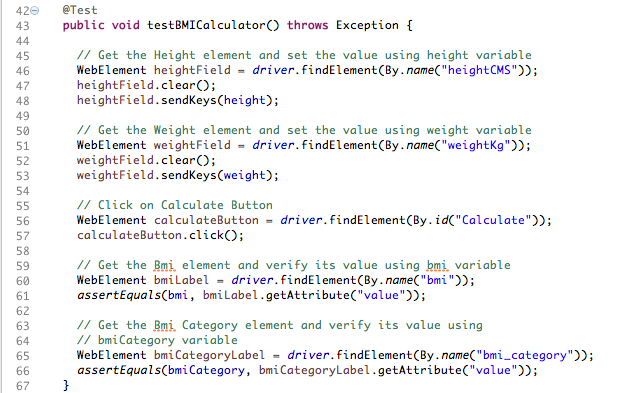 42 @Test
43 public void testBMICalculator() throws Exception {
44
45 // Get the Height element and set the value using height variable
46 WebElement heightField = driver.findElement(By.name("heightCMS"));
47 heightField.clear();
48 heightField.sendKeys(height);
49
50 // Get the Weight element and set the value using weight variable
51 WebElement weightField = driver.findElement(By.name("weightKg"));
52 weightField.clear();
53 weightField.sendKeys(weight);
54
55 // Click on Calculate Button
56 WebElement calculateButton = driver.findElement(By.id("Calculate"));
57 calculateButton.click();
58
59 // Get the Bmi element and verify its value using bmi variable
60 WebElement bmiLabel = driver.findElement(By.name("bmi"));
61 assertEquals(bmi, bmiLabel.getAttribute("value"));
62
63 // Get the Bmi Category element and verify its value using
64 // bmiCategory variable
65 WebElement bmiCategoryLabel = driver.findElement(By.name("bmi_category"));
66 assertEquals(bmiCategory, bmiCategoryLabel.getAttribute("value"));
67 }